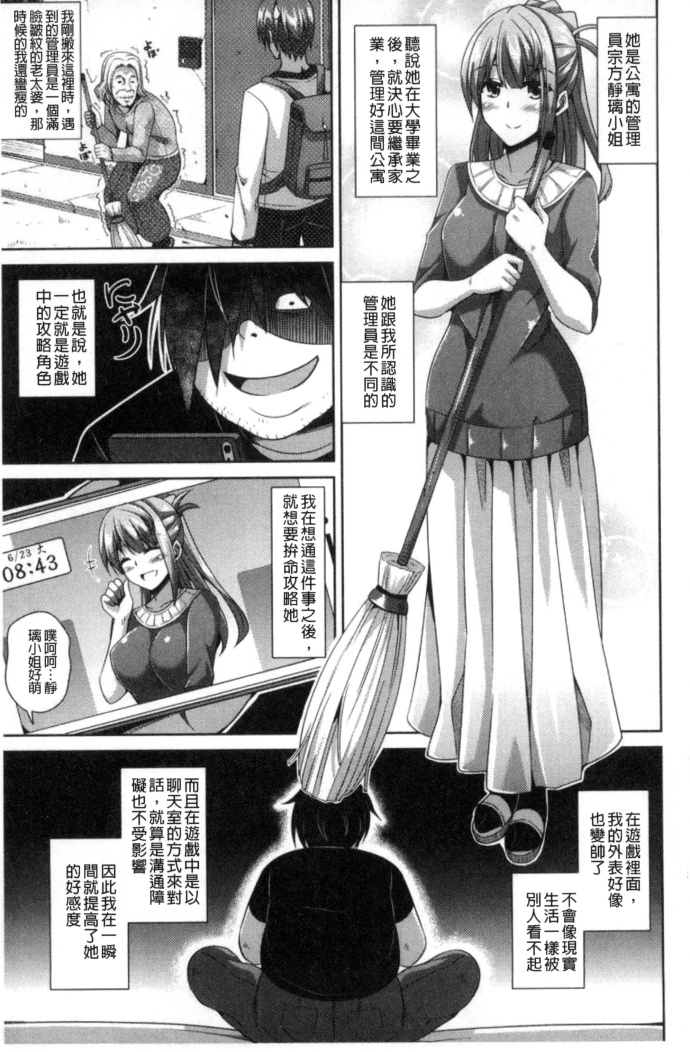 她是公寓的管理
員宗方靜璃小姐
聽說她在大學畢業之
後，就決心要繼承家
業，管理好這間公寓
她跟我所認識的
管理員是不同的
我剛搬來這裡時，遇
到的管理員是一個滿
臉皺紋的老太婆，那
時候的我還蠻瘦的
よぼ
よぼ
也就是說，她
一定就是遊戲
中的攻略角色
にやり
我在想通這件事之後，
就想要拚命攻略她
6/23 大
08:43
噗呵呵…靜
璃小姐好萌
在遊戲裡面，
我的外表好像
也變帥了
不會像現實
生活一樣被
別人看不起
而且在遊戲中是以
聊天室的方式來對
話，就算是溝通障
礙也不受影響
因此我在一瞬
間就提高了她
的好感度